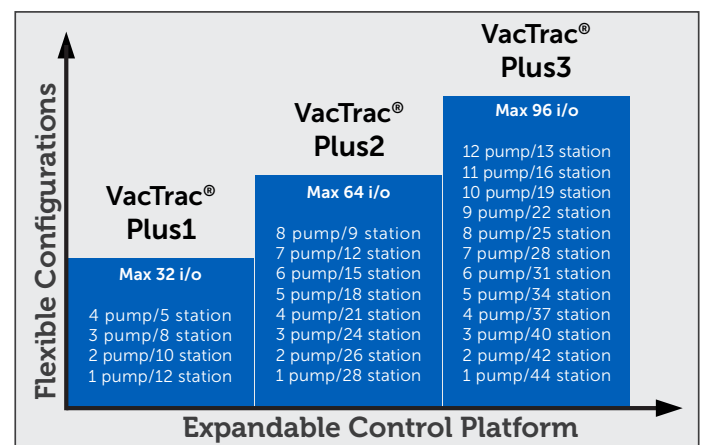 Flexible Configurations
VacTrac®
Plus1
Max 32 i/o
4 pump/5 station
3 pump/8 station
2 pump/10 station
1 pump/12 station
VacTrac®
Plus2
Max 64 i/o
8 pump/9 station
7 pump/12 station
6 pump/15 station
5 pump/18 station
4 pump/21 station
3 pump/24 station
2 pump/26 station
1 pump/28 station
VacTrac®
Plus3
Max 96 i/o
12 pump/13 station
11 pump/16 station
10 pump/19 station
9 pump/22 station
8 pump/25 station
7 pump/28 station
6 pump/31 station
5 pump/34 station
4 pump/37 station
3 pump/40 station
2 pump/42 station
1 pump/44 station
Expandable Control Platform